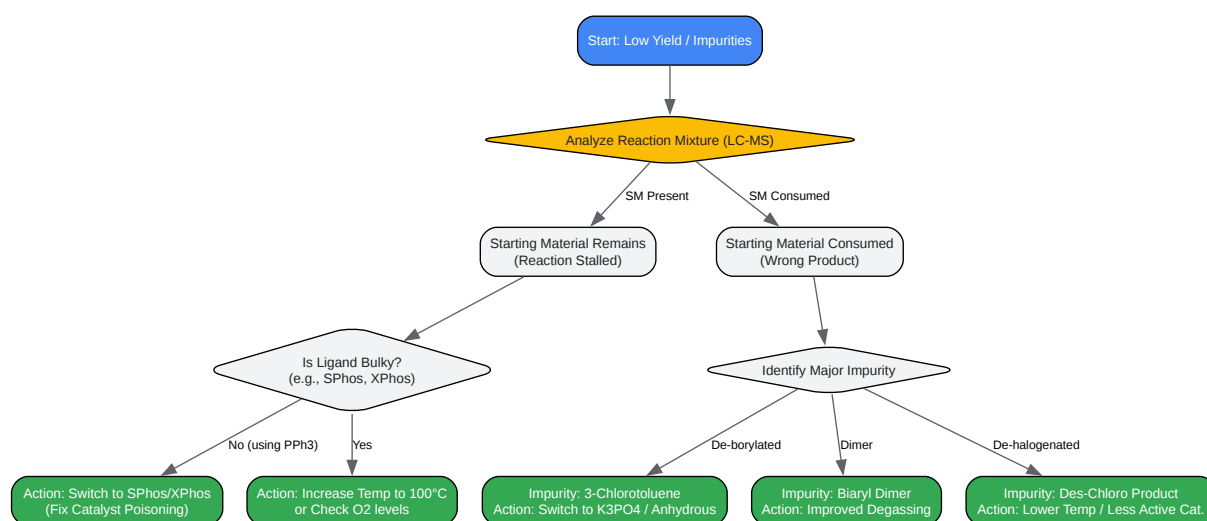 Start: Low Yield / Impurities
Analyze Reaction Mixture (LC-MS)
SM Present
SM Consumed
Starting Material Remains
(Reaction Stalled)
Starting Material Consumed
(Wrong Product)
Is Ligand Bulky?
(e.g., SPhos, XPhos)
Identify Major Impurity
No (using PPh3)
Yes
De-borylated
Dimer
De-halogenated
Action: Switch to SPhos/XPhos
(Fix Catalyst Poisoning)
Action: Increase Temp to 100°C
or Check O2 levels
Impurity: 3-Chlorotoluene
Action: Switch to K3PO4 / Anhydrous
Impurity: Biaryl Dimer
Action: Improved Degassing
Impurity: Des-Chloro Product
Action: Lower Temp / Less Active Cat.